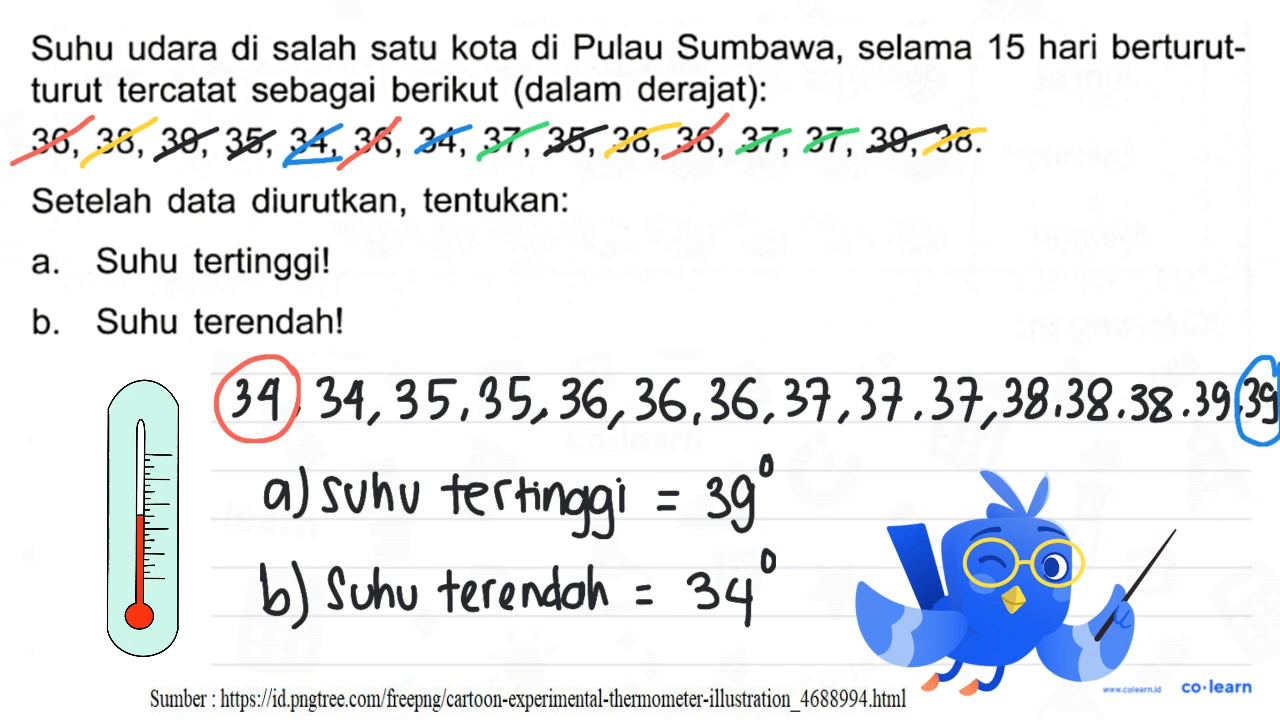 Suhu udara di salah satu kota di Pulau Sumbawa, selama 15 hari berturut-
turut tercatat sebagai berikut (dalam derajat):
36, 38, 39, 35, 34, 36, 34, 37, 35, 38, 36, 37, 37, 39, 38.
Setelah data diurutkan, tentukan:
a. Suhu tertinggi!
b. Suhu terendah!
34, 34, 35, 35, 36, 36, 36, 37, 37, 37, 38, 38, 38, 39, 39
a) suhu tertinggi = 39°
b) Suhu terendah = 34°
Sumber : https://id.pngtree.com/freepng/cartoon-experimental-thermometer-illustration_4688994.html
www.colearn.id co·learn